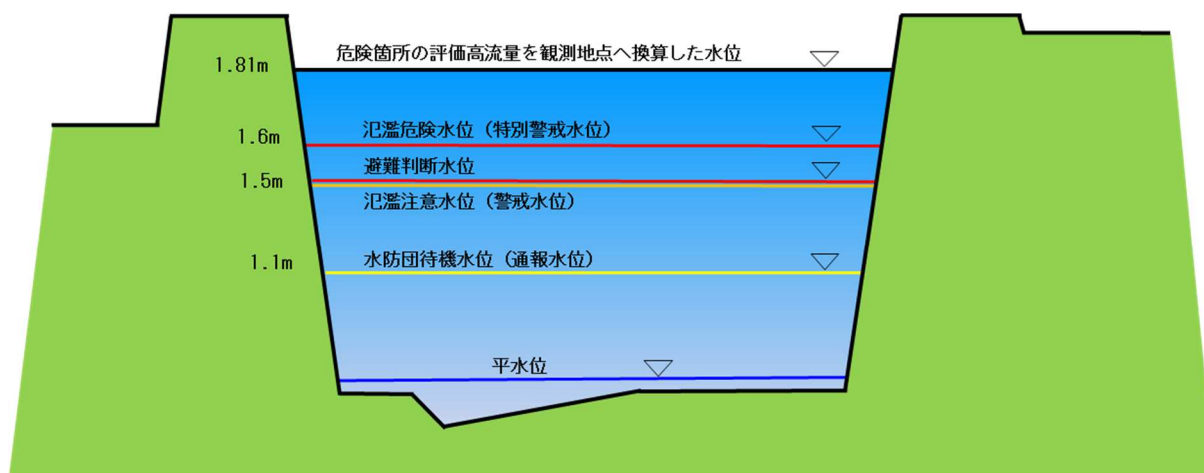 危険箇所の評価高流量を観測地点へ換算した水位
1.81m
氾濫危険水位（特別警戒水位）
1.6m
避難判断水位
1.5m
氾濫注意水位（警戒水位）
水防団待機水位（通報水位）
1.1m
平水位